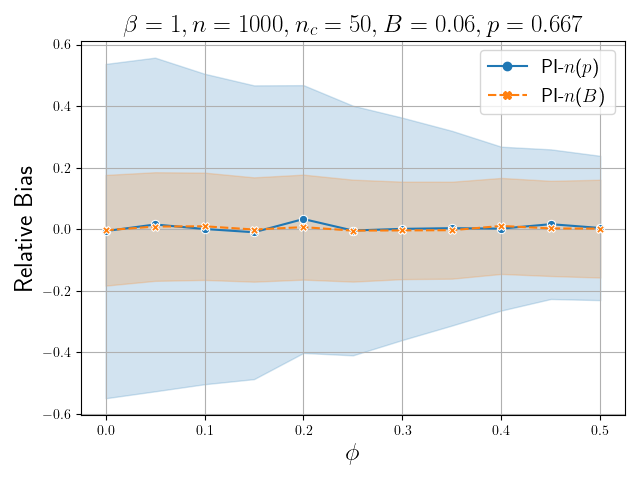 β = 1, n = 1000, n_c = 50, B = 0.06, p = 0.667
0.6
0.4
0.2
0.0
−0.2
−0.4
−0.6
Relative Bias
PI-n(p)
PI-n(B)
0.0 0.1 0.2 0.3 0.4 0.5
ϕ